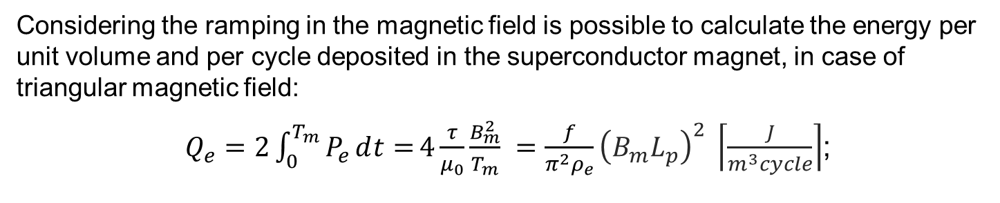 Considering the ramping in the magnetic field is possible to calculate the energy per
unit volume and per cycle deposited in the superconductor magnet, in case of
triangular magnetic field:
$Q_e = 2 \int_0^{T_m} P_e \, dt = 4 \frac{\tau}{\mu_0} \frac{B_m^2}{T_m} = \frac{f}{\pi^2 \rho_e} (B_m L_p)^2 \left[ \frac{J}{m^3 cycle} \right];$